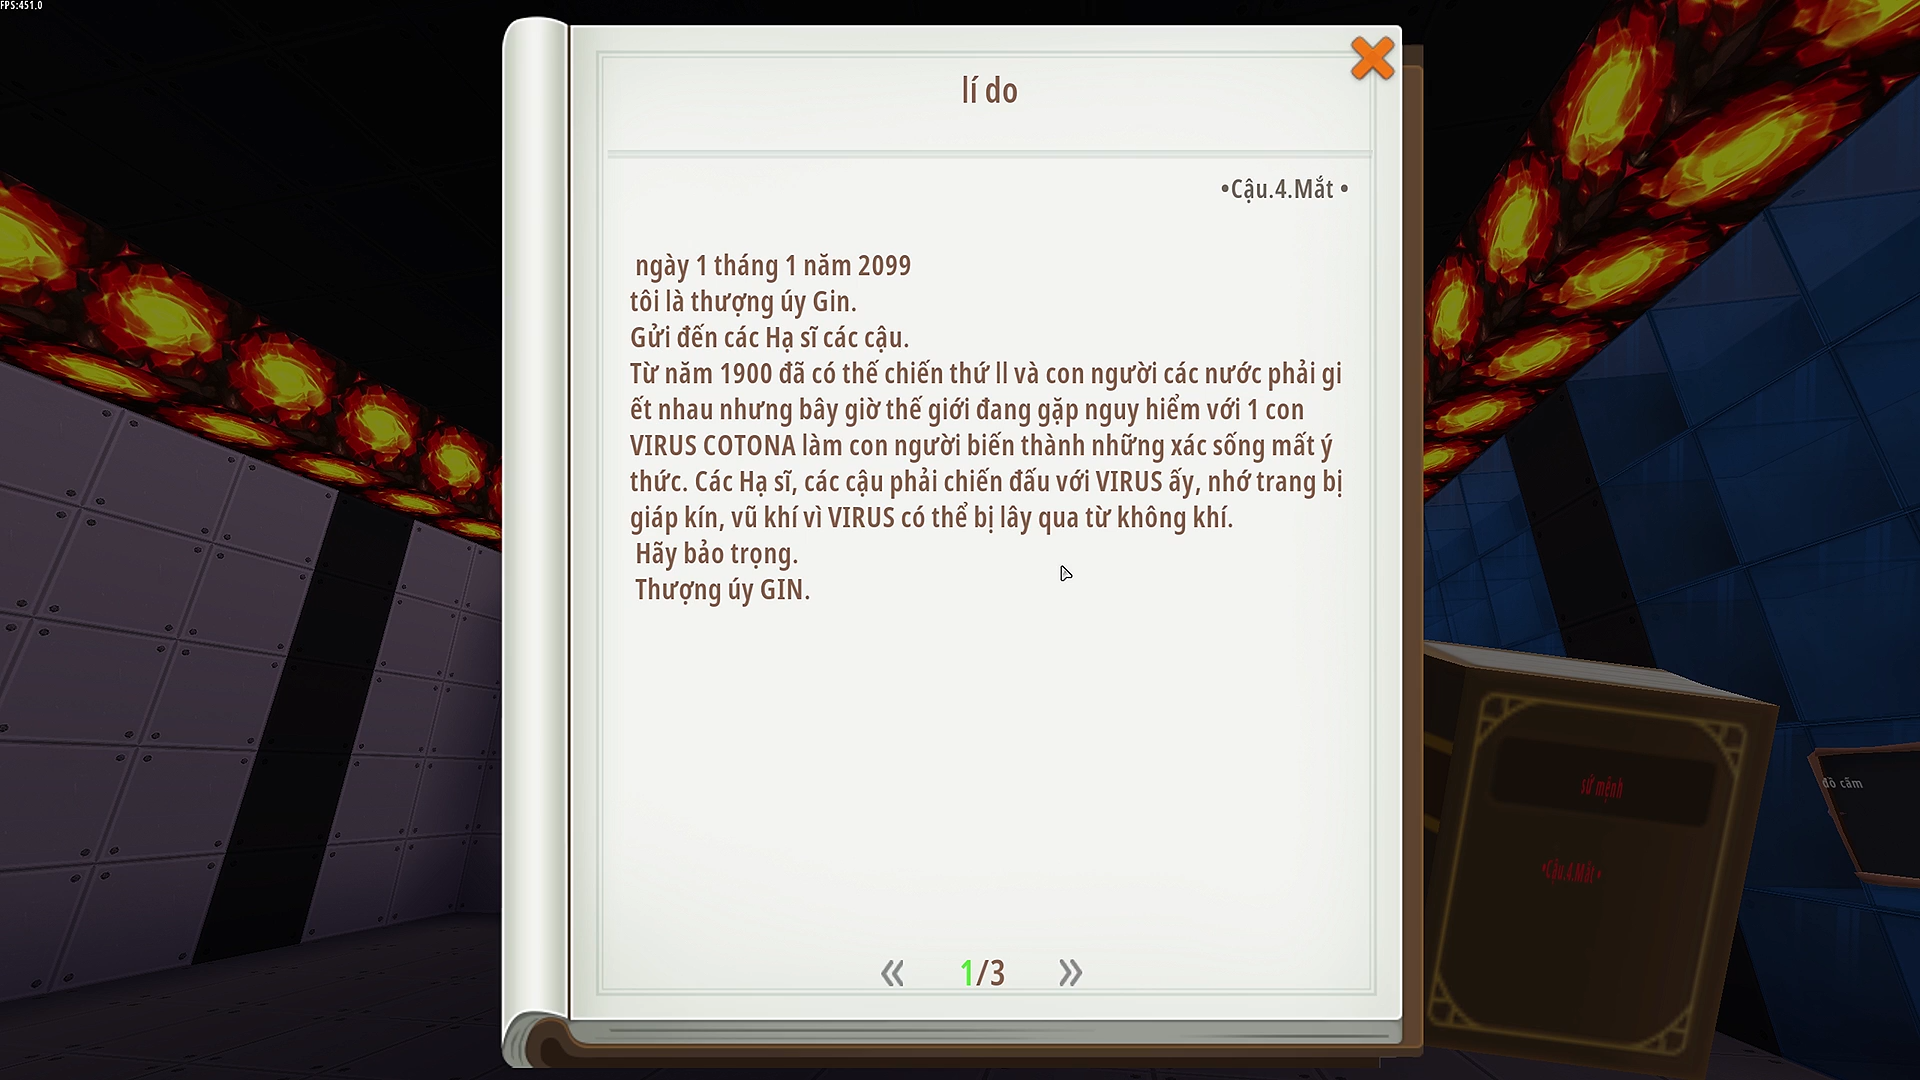 FPS:451.0
lí do
•Cậu.4.Mắt •
ngày 1 tháng 1 năm 2099
tôi là thượng úy Gin.
Gửi đến các Hạ sĩ các cậu.
Từ năm 1900 đã có thế chiến thứ ll và con người các nước phải gi
ết nhau nhưng bây giờ thế giới đang gặp nguy hiểm với 1 con
VIRUS COTONA làm con người biến thành những xác sống mất ý
thức. Các Hạ sĩ, các cậu phải chiến đấu với VIRUS ấy, nhớ trang bị
giáp kín, vũ khí vì VIRUS có thể bị lây qua từ không khí.
Hãy bảo trọng.
Thượng úy GIN.
« 1/3 »
sứ mệnh
•Cậu.4.Mắt •
đồ cấm